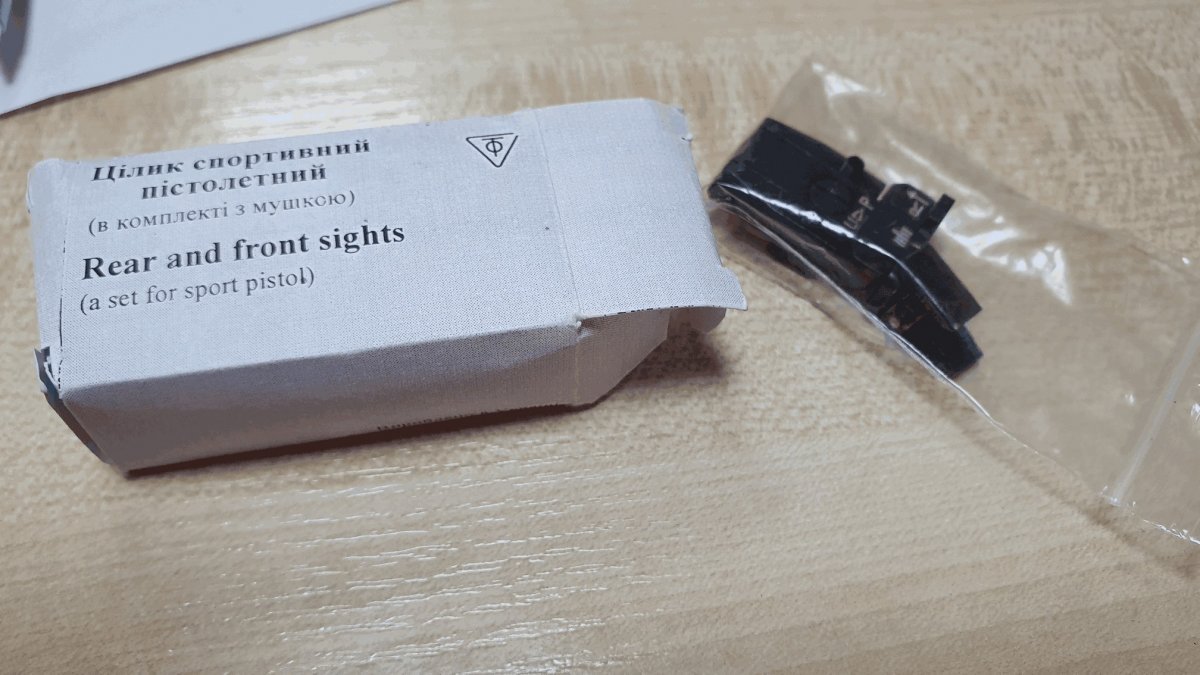 Цілик спортивний
пістолетний
(в комплекті з мушкою)
Rear and front sights
(a set for sport pistol)